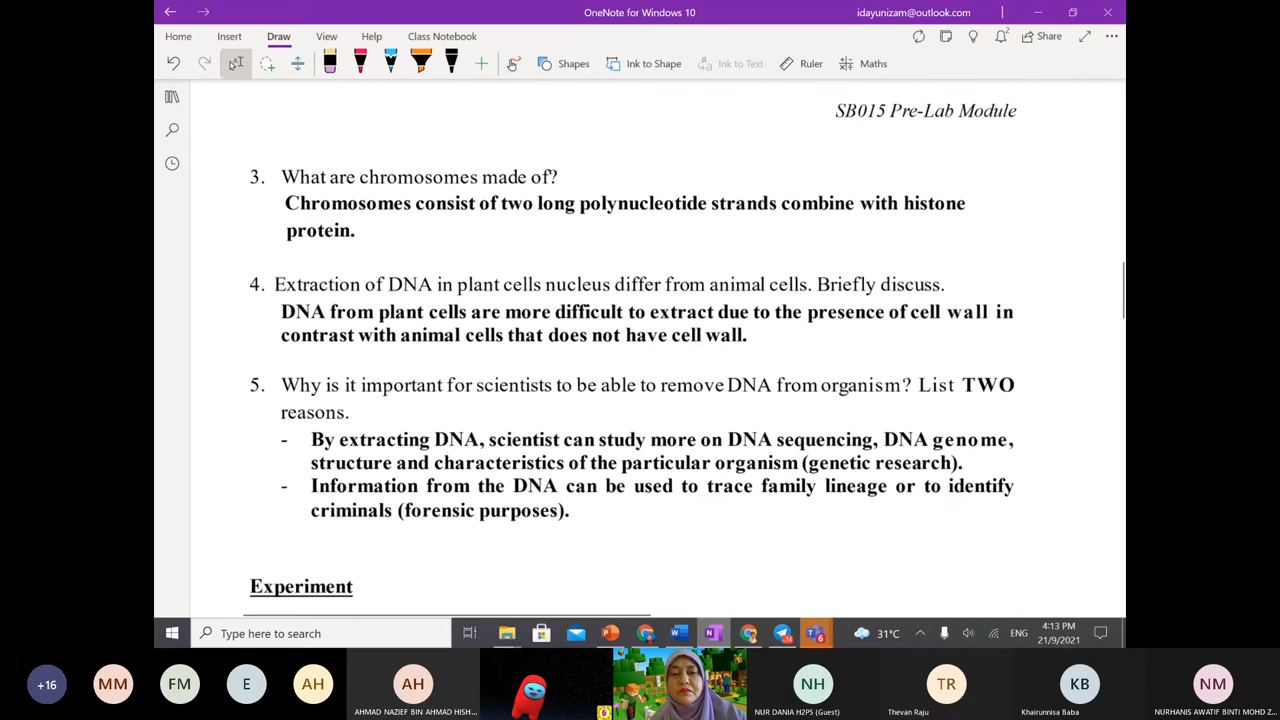 OneNote for Windows 10
idayunizam@outlook.com
Home Insert Draw View Help Class Notebook
2
Share
Shapes Ink to Shape Ink to Text Ruler Maths
SB015 Pre-Lab Module
3. What are chromosomes made of?
Chromosomes consist of two long polynucleotide strands combine with histone
protein.
4. Extraction of DNA in plant cells nucleus differ from animal cells. Briefly discuss.
DNA from plant cells are more difficult to extract due to the presence of cell wall in
contrast with animal cells that does not have cell wall.
5. Why is it important for scientists to be able to remove DNA from organism? List TWO
reasons.
- By extracting DNA, scientist can study more on DNA sequencing, DNA genome,
structure and characteristics of the particular organism (genetic research).
- Information from the DNA can be used to trace family lineage or to identify
criminals (forensic purposes).
Experiment
Type here to search
31°C
ENG
4:13 PM
21/9/2021
+16 MM FM E AH AH NH TR KB NM
AHMAD NAZIEF BIN AHMAD HISH...
NUR DANIA H2P5 (Guest)
Thevan Raju
Khairunnisa Baba
NURHANIS AWATIF BINTI MOHD Z...